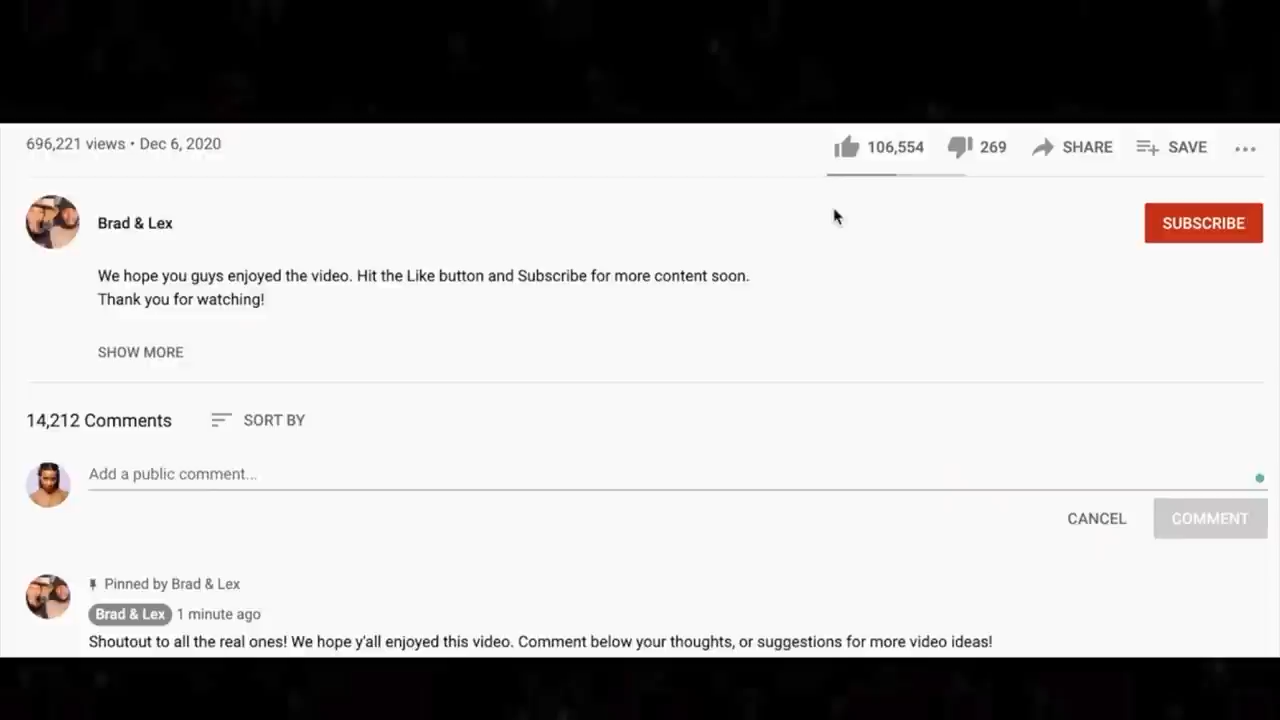 696,221 views • Dec 6, 2020
106,554 269 SHARE SAVE
Brad & Lex
SUBSCRIBE
We hope you guys enjoyed the video. Hit the Like button and Subscribe for more content soon.
Thank you for watching!
SHOW MORE
14,212 Comments SORT BY
Add a public comment...
CANCEL COMMENT
Pinned by Brad & Lex
Brad & Lex 1 minute ago
Shoutout to all the real ones! We hope y'all enjoyed this video. Comment below your thoughts, or suggestions for more video ideas!